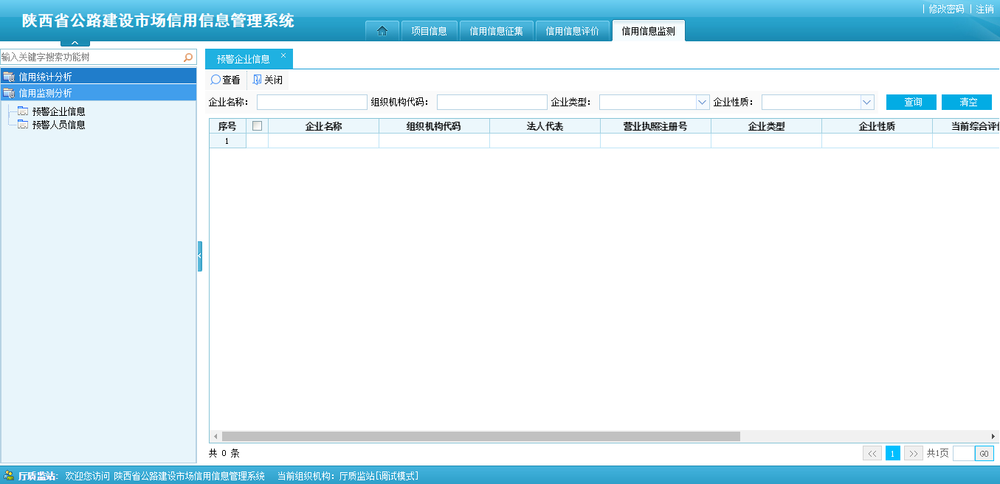 修改密码 | 注销
陕西省公路建设市场信用信息管理系统
项目信息 信用信息征集 信用信息评价 信用信息监测
输入关键字搜索功能树
信用统计分析
信用监测分析
预警企业信息
预警人员信息
预警企业信息 ×
查看 关闭
企业名称: 组织机构代码: 企业类型: 企业性质: 查询 清空
序号 企业名称 组织机构代码 法人代表 营业执照注册号 企业类型 企业性质 当前综合评
1
共 0 条
<< 1 >> 共1页 GO
厅质监站: 欢迎您访问 陕西省公路建设市场信用信息管理系统 当前组织机构: 厅质监站[调试模式]